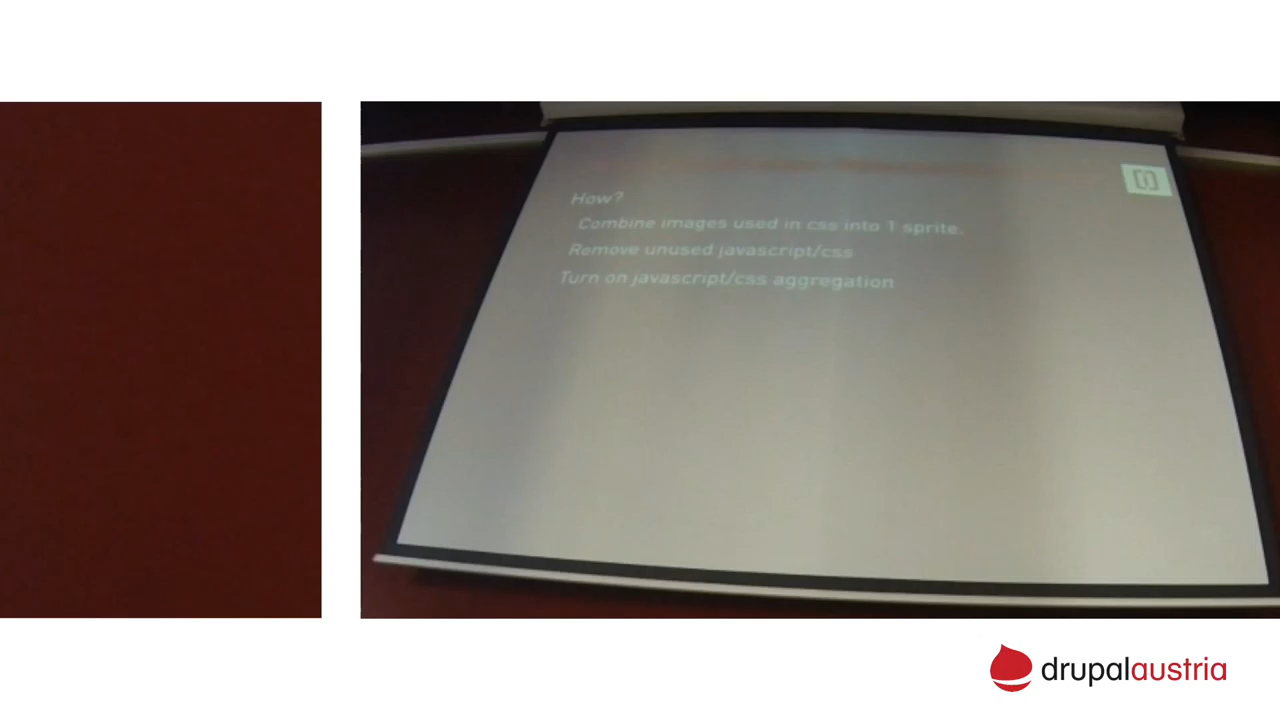 How?
Combine images used in css into 1 sprite.
Remove unused javascript/css
Turn on javascript/css aggregation
drupalaustria